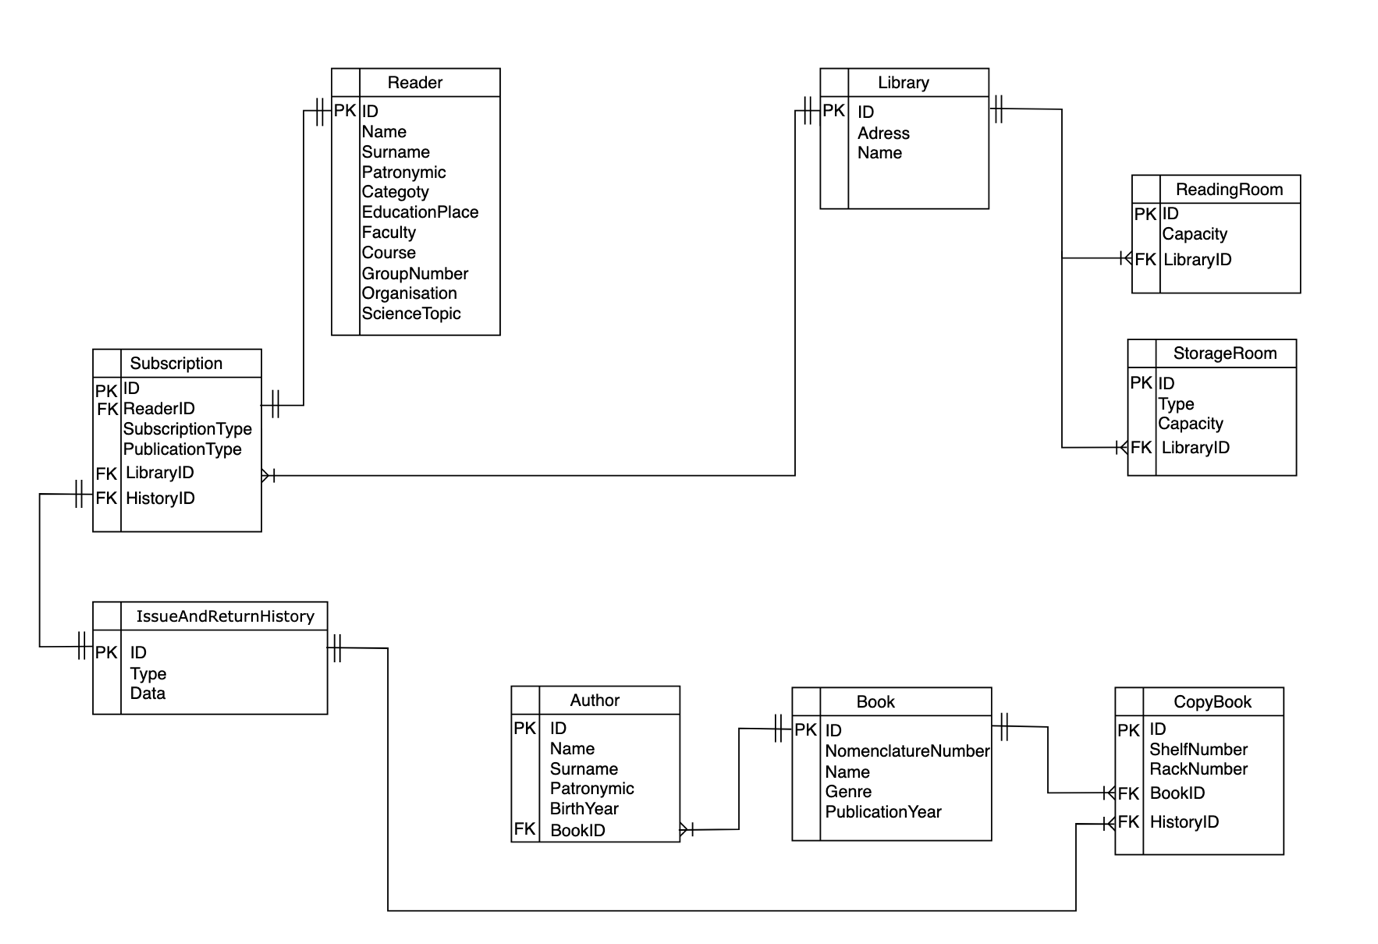 Reader
PK ID
Name
Surname
Patronymic
Categoty
EducationPlace
Faculty
Course
GroupNumber
Organisation
ScienceTopic
Library
PK ID
Adress
Name
ReadingRoom
PK ID
Capacity
FK LibraryID
StorageRoom
PK ID
Type
Capacity
FK LibraryID
Subscription
PK ID
FK ReaderID
SubscriptionType
PublicationType
FK LibraryID
FK HistoryID
IssueAndReturnHistory
PK ID
Type
Data
Author
PK ID
Name
Surname
Patronymic
BirthYear
FK BookID
Book
PK ID
NomenclatureNumber
Name
Genre
PublicationYear
CopyBook
PK ID
ShelfNumber
RackNumber
FK BookID
FK HistoryID